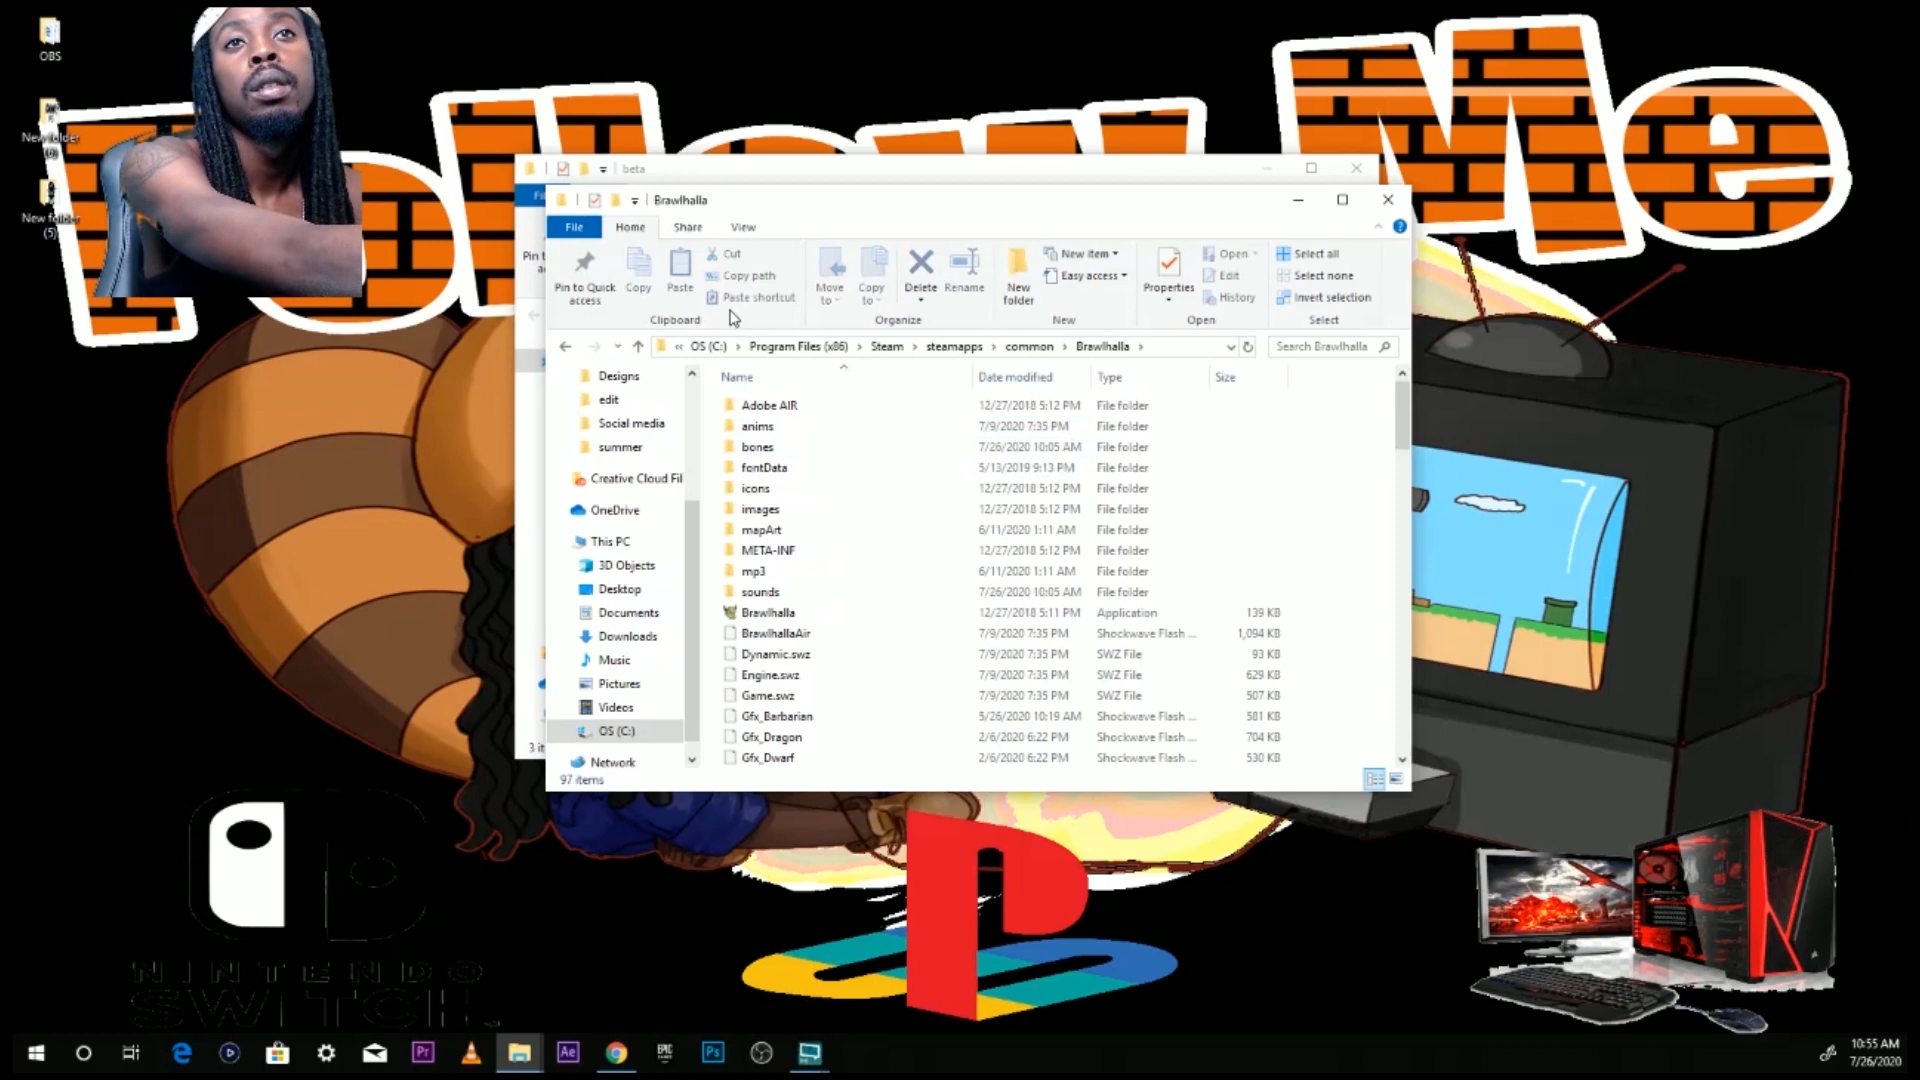 OBS
New folder
(6)
New folder
(5)
Follow Me
beta
Brawlhalla
File
Home
Share
View
Pin to Quick
access
Copy
Paste
Cut
Copy path
Paste shortcut
Clipboard
Move
to
Copy
to
Delete
Rename
Organize
New
folder
New item
Easy access
New
Properties
Open
Edit
History
Open
Select all
Select none
Invert selection
Select
« OS (C:) > Program Files (x86) > Steam > steamapps > common > Brawlhalla >
Search Brawlhalla
Designs
edit
Social media
summer
Creative Cloud Fil
OneDrive
This PC
3D Objects
Desktop
Documents
Downloads
Music
Pictures
Videos
OS (C:)
Network
Name Date modified Type Size
Adobe AIR 12/27/2018 5:12 PM File folder
anims 7/9/2020 7:35 PM File folder
bones 7/26/2020 10:05 AM File folder
fontData 5/13/2019 9:13 PM File folder
icons 12/27/2018 5:12 PM File folder
images 12/27/2018 5:12 PM File folder
mapArt 6/11/2020 1:11 AM File folder
META-INF 12/27/2018 5:12 PM File folder
mp3 6/11/2020 1:11 AM File folder
sounds 7/26/2020 10:05 AM File folder
Brawlhalla 12/27/2018 5:11 PM Application 139 KB
BrawlhallaAir 7/9/2020 7:35 PM Shockwave Flash ... 1,094 KB
Dynamic.swz 7/9/2020 7:35 PM SWZ File 93 KB
Engine.swz 7/9/2020 7:35 PM SWZ File 629 KB
Game.swz 7/9/2020 7:35 PM SWZ File 507 KB
Gfx_Barbarian 5/26/2020 10:19 AM Shockwave Flash ... 581 KB
Gfx_Dragon 2/6/2020 6:22 PM Shockwave Flash ... 704 KB
Gfx_Dwarf 2/6/2020 6:22 PM Shockwave Flash ... 530 KB
97 items
NINTENDO
SWITCH.
Pr
Ae
EPIC
Ps
10:55 AM
7/26/2020